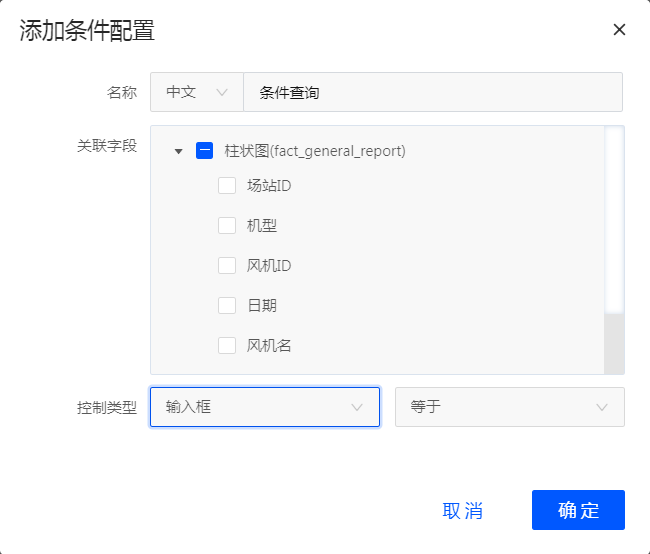 添加条件配置
名称 中文 条件查询
关联字段
柱状图(fact_general_report)
场站ID
机型
风机ID
日期
风机名
控制类型 输入框 等于
取消 确定